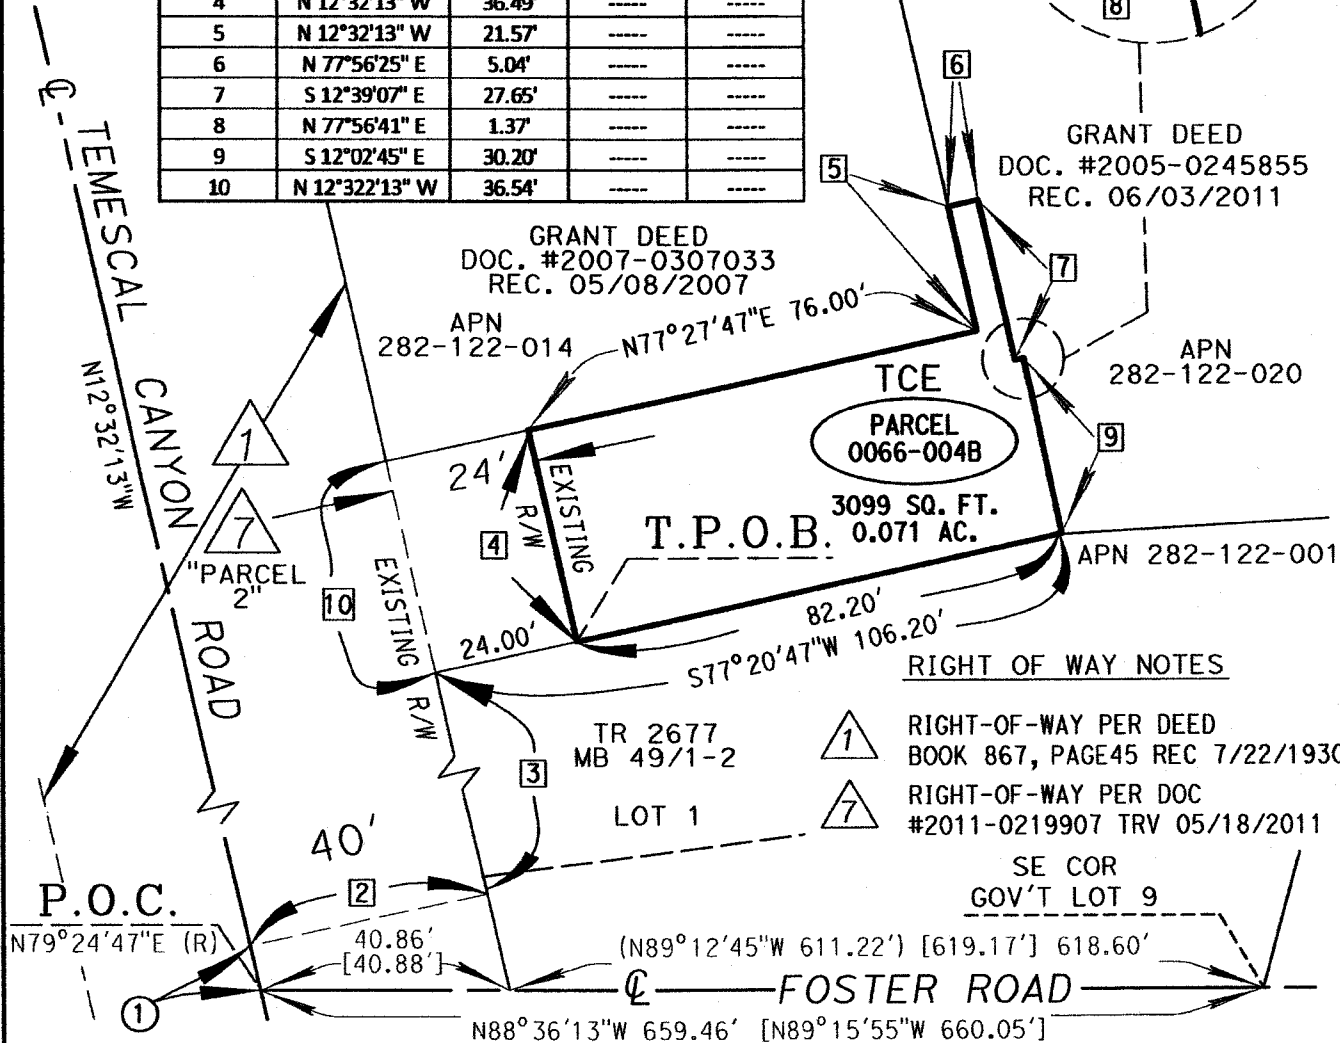 4 N 12°32'13" W 36.49' ----- -----
5 N 12°32'13" W 21.57' ----- -----
6 N 77°56'25" E 5.04' ----- -----
7 S 12°39'07" E 27.65' ----- -----
8 N 77°56'41" E 1.37' ----- -----
9 S 12°02'45" E 30.20' ----- -----
10 N 12°322'13" W 36.54' ----- -----
8
6
GRANT DEED
DOC. #2005-0245855
REC. 06/03/2011
5
7
GRANT DEED
DOC. #2007-0307033
REC. 05/08/2007
APN
282-122-014
N77°27'47"E 76.00'
APN
282-122-020
TCE
PARCEL
0066-004B
3099 SQ. FT.
0.071 AC.
9
℄ TEMESCAL CANYON ROAD
N12°32'13"W
1
7
"PARCEL
2"
24'
EXISTING
R/W
4
T.P.O.B.
APN 282-122-001
10
EXISTING R/W
24.00'
82.20'
S77°20'47"W 106.20'
RIGHT OF WAY NOTES
1 RIGHT-OF-WAY PER DEED
BOOK 867, PAGE45 REC 7/22/1930
7 RIGHT-OF-WAY PER DOC
#2011-0219907 TRV 05/18/2011
TR 2677
MB 49/1-2
3
LOT 1
40'
2
SE COR
GOV'T LOT 9
P.O.C.
N79°24'47"E (R)
40.86'
[40.88']
(N89°12'45"W 611.22') [619.17'] 618.60'
1
℄ FOSTER ROAD
N88°36'13"W 659.46' [N89°15'55"W 660.05']